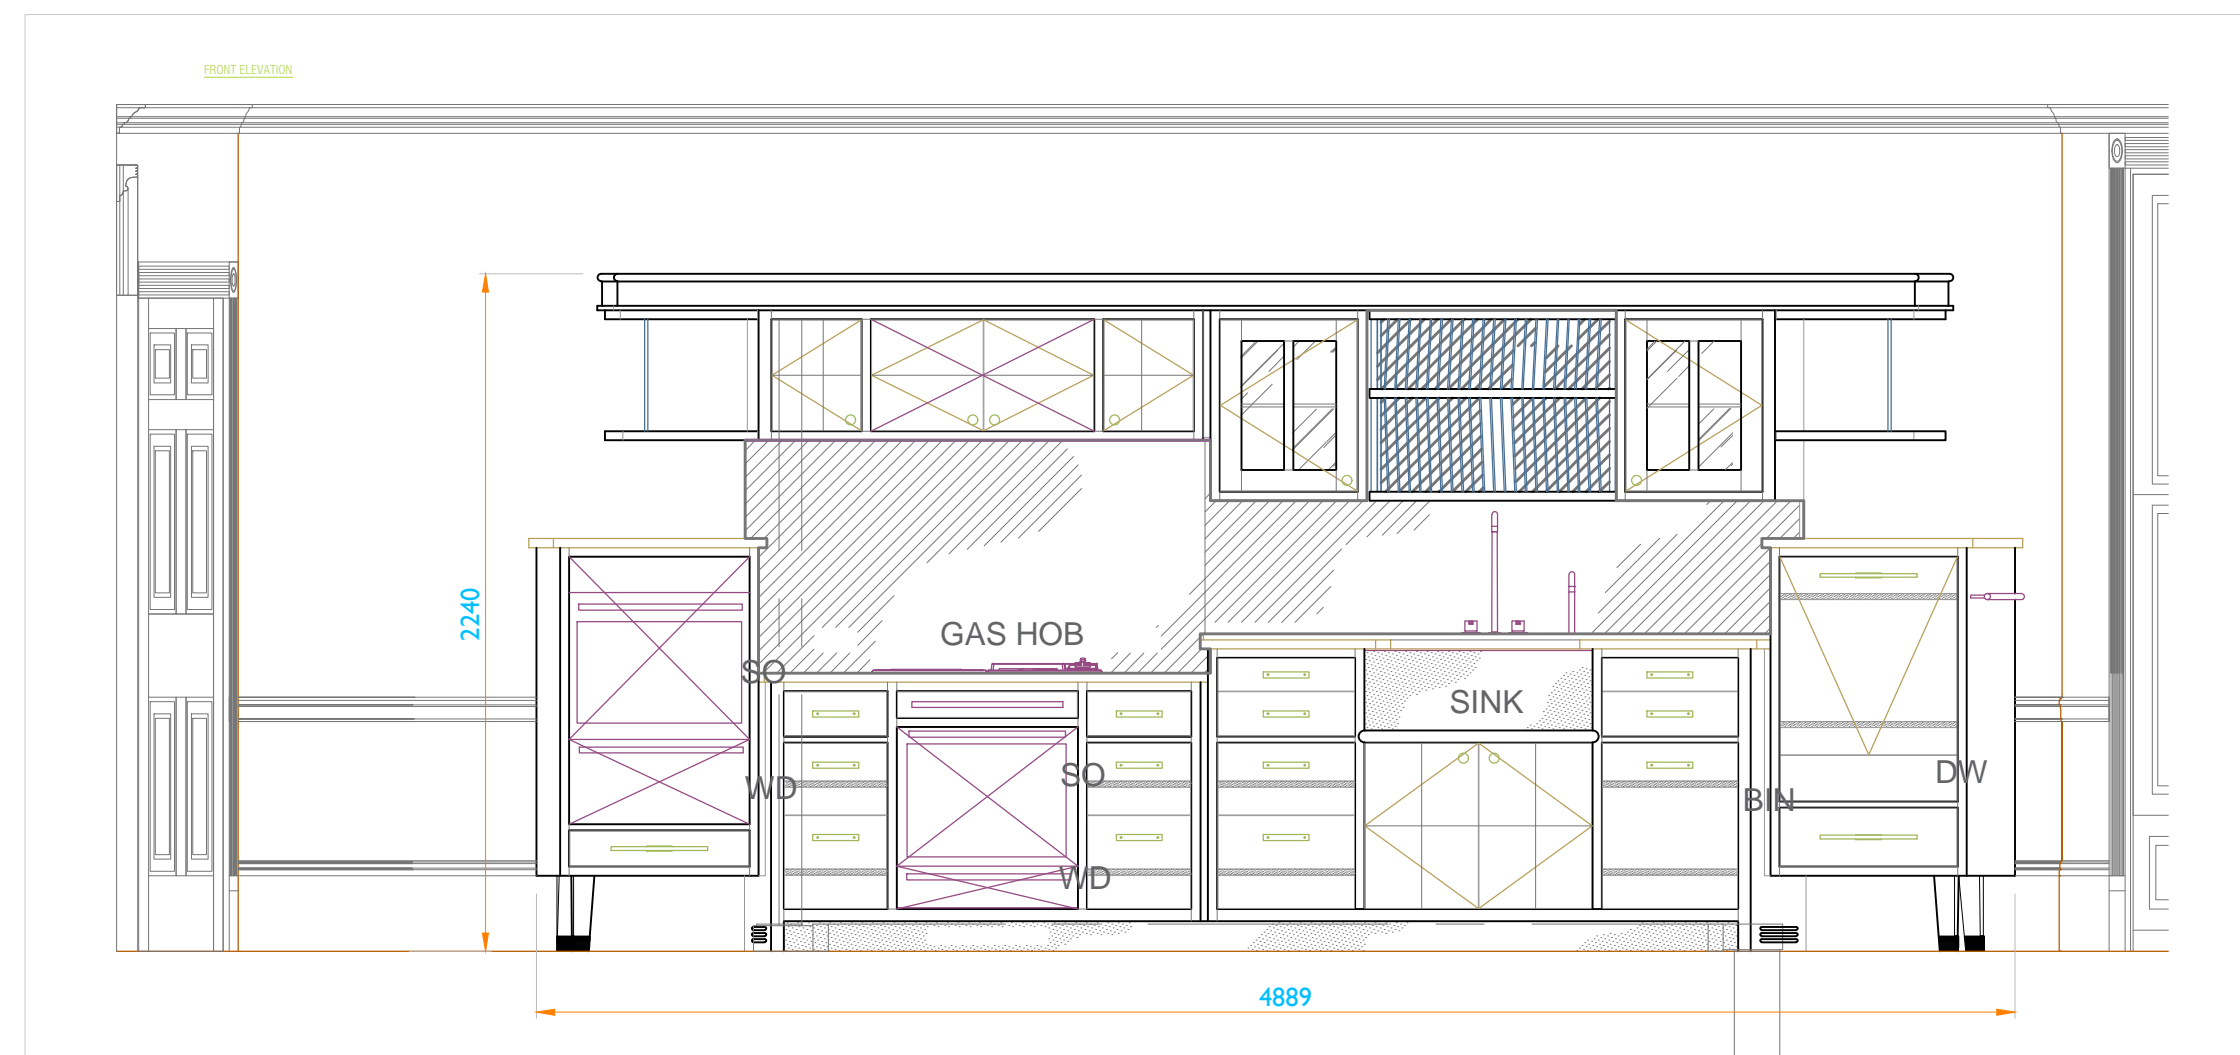 FRONT ELEVATION
2240
GAS HOB
SO
SINK
WD
SO
DW
BIN
WD
4889